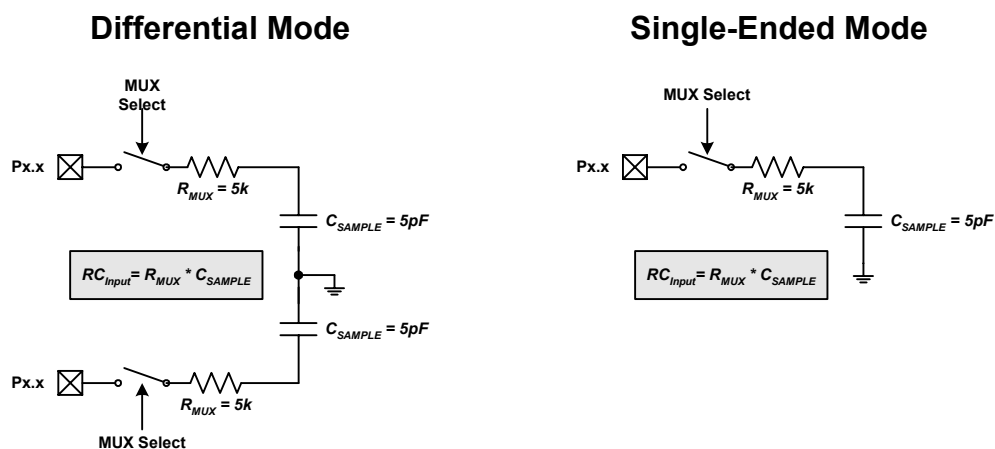 Differential Mode
MUX
Select
Px.x
R_MUX = 5k
C_SAMPLE = 5pF
RC_Input = R_MUX * C_SAMPLE
C_SAMPLE = 5pF
Px.x
R_MUX = 5k
MUX Select
Single-Ended Mode
MUX Select
Px.x
R_MUX = 5k
C_SAMPLE = 5pF
RC_Input = R_MUX * C_SAMPLE